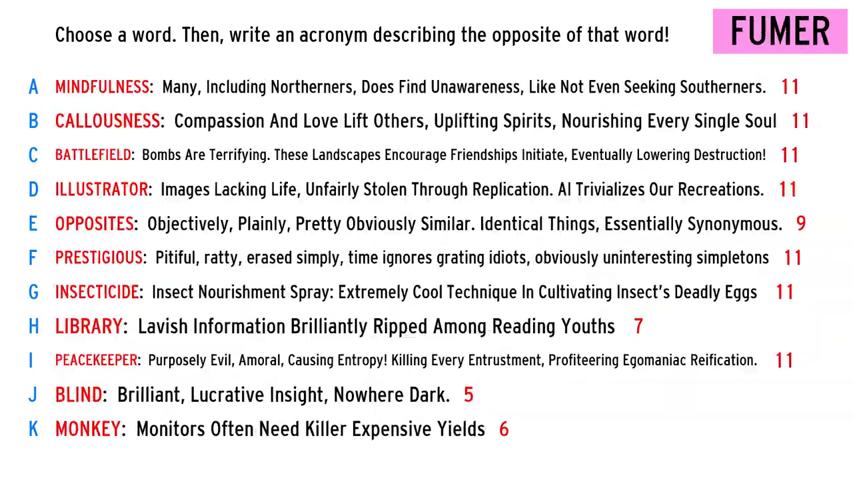 Choose a word. Then, write an acronym describing the opposite of that word!
FUMER
A MINDFULNESS: Many, Including Northerners, Does Find Unawareness, Like Not Even Seeking Southerners. 11
B CALLOUSNESS: Compassion And Love Lift Others, Uplifting Spirits, Nourishing Every Single Soul 11
C BATTLEFIELD: Bombs Are Terrifying. These Landscapes Encourage Friendships Initiate, Eventually Lowering Destruction! 11
D ILLUSTRATOR: Images Lacking Life, Unfairly Stolen Through Replication. AI Trivializes Our Recreations. 11
E OPPOSITES: Objectively, Plainly, Pretty Obviously Similar. Identical Things, Essentially Synonymous. 9
F PRESTIGIOUS: Pitiful, ratty, erased simply, time ignores grating idiots, obviously uninteresting simpletons 11
G INSECTICIDE: Insect Nourishment Spray: Extremely Cool Technique In Cultivating Insect's Deadly Eggs 11
H LIBRARY: Lavish Information Brilliantly Ripped Among Reading Youths 7
I PEACEKEEPER: Purposely Evil, Amoral, Causing Entropy! Killing Every Entrustment, Profiteering Egomaniac Reification. 11
J BLIND: Brilliant, Lucrative Insight, Nowhere Dark. 5
K MONKEY: Monitors Often Need Killer Expensive Yields 6